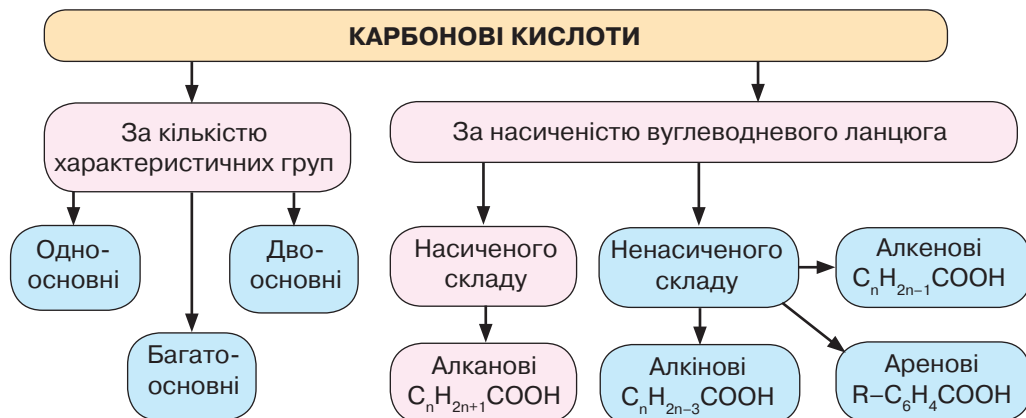 КАРБОНОВІ КИСЛОТИ
За кількістю
характеристичних груп
За насиченістю вуглеводневого ланцюга
Одно-
основні
Дво-
основні
Багато-
основні
Насиченого
складу
Ненасиченого
складу
Алкенові
CₙH₂ₙ₋₁COOH
Алканові
CₙH₂ₙ₊₁COOH
Алкінові
CₙH₂ₙ₋₃COOH
Аренові
R–C₆H₄COOH